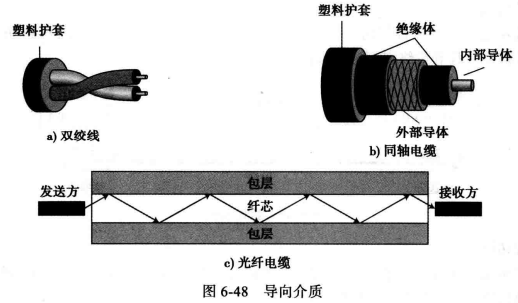 塑料护套
a) 双绞线
塑料护套
绝缘体
内部导体
外部导体
b) 同轴电缆
发送方
包层
纤芯
包层
接收方
c) 光纤电缆
图 6-48 导向介质